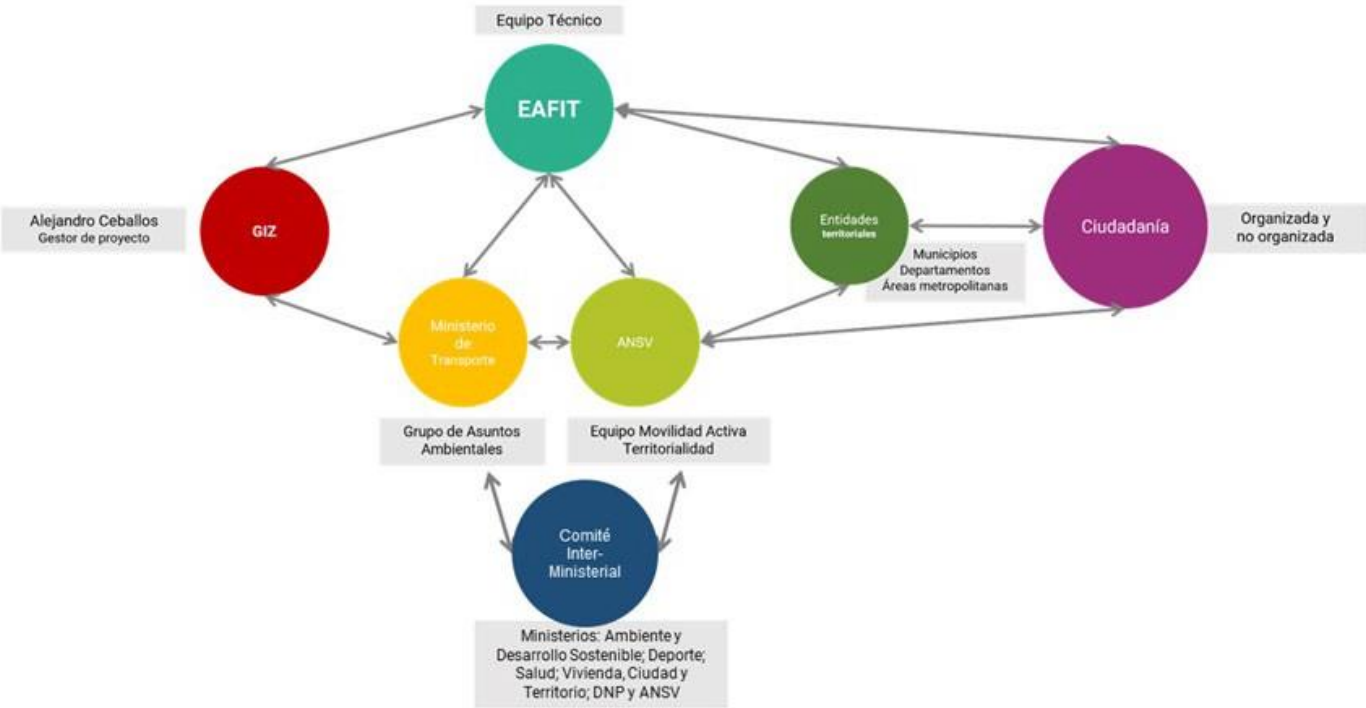 Equipo Técnico
EAFIT
Alejandro Ceballos
Gestor de proyecto
GIZ
Entidades
territoriales
Municipios
Departamentos
Áreas metropolitanas
Ciudadanía
Organizada y
no organizada
Ministerio
de
Transporte
ANSV
Grupo de Asuntos
Ambientales
Equipo Movilidad Activa
Territorialidad
Comité
Inter-
Ministerial
Ministerios: Ambiente y
Desarrollo Sostenible; Deporte;
Salud; Vivienda, Ciudad y
Territorio; DNP y ANSV